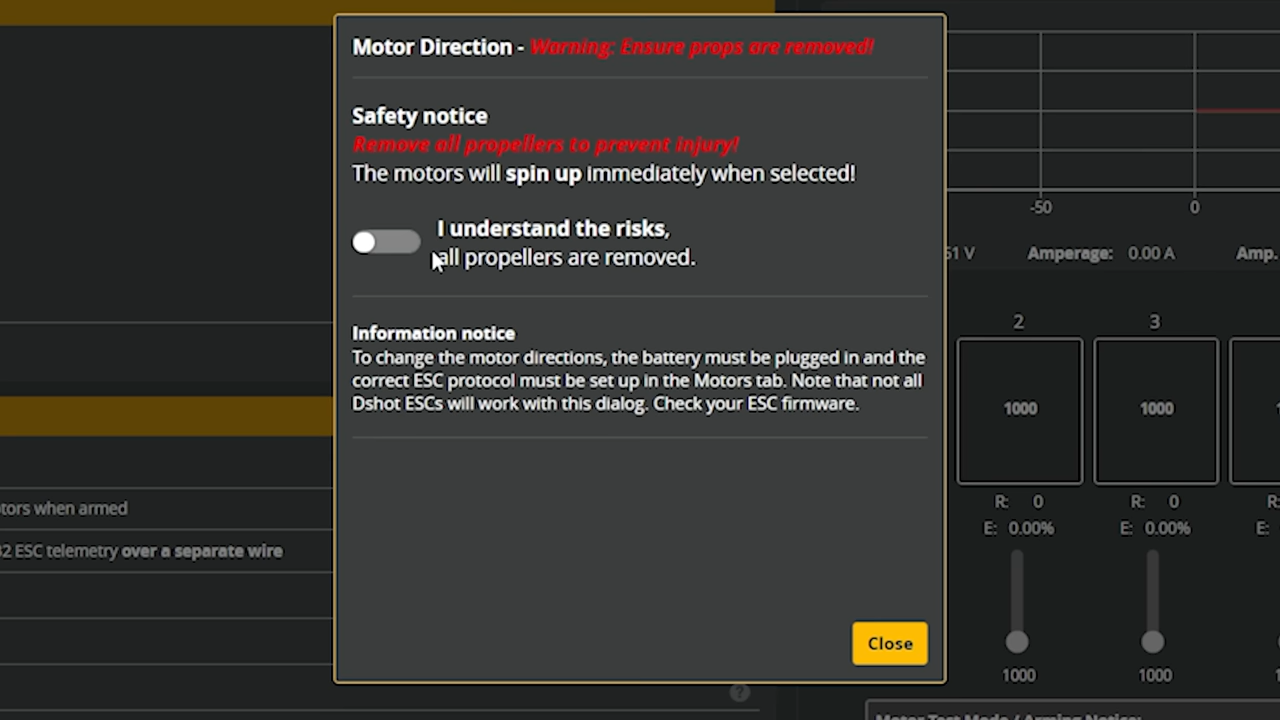 Motor Direction - Warning: Ensure props are removed!
Safety notice
Remove all propellers to prevent injury!
The motors will spin up immediately when selected!
I understand the risks,
all propellers are removed.
Information notice
To change the motor directions, the battery must be plugged in and the
correct ESC protocol must be set up in the Motors tab. Note that not all
Dshot ESCs will work with this dialog. Check your ESC firmware.
Close
when armed
ESC telemetry over a separate wire
?
-50 0
V Amperage: 0.00 A Amp.
2 3
1000 1000
R: 0 R: 0 R:
E: 0.00% E: 0.00% E:
1000 1000
Motor Test Mode / Arming Notice: